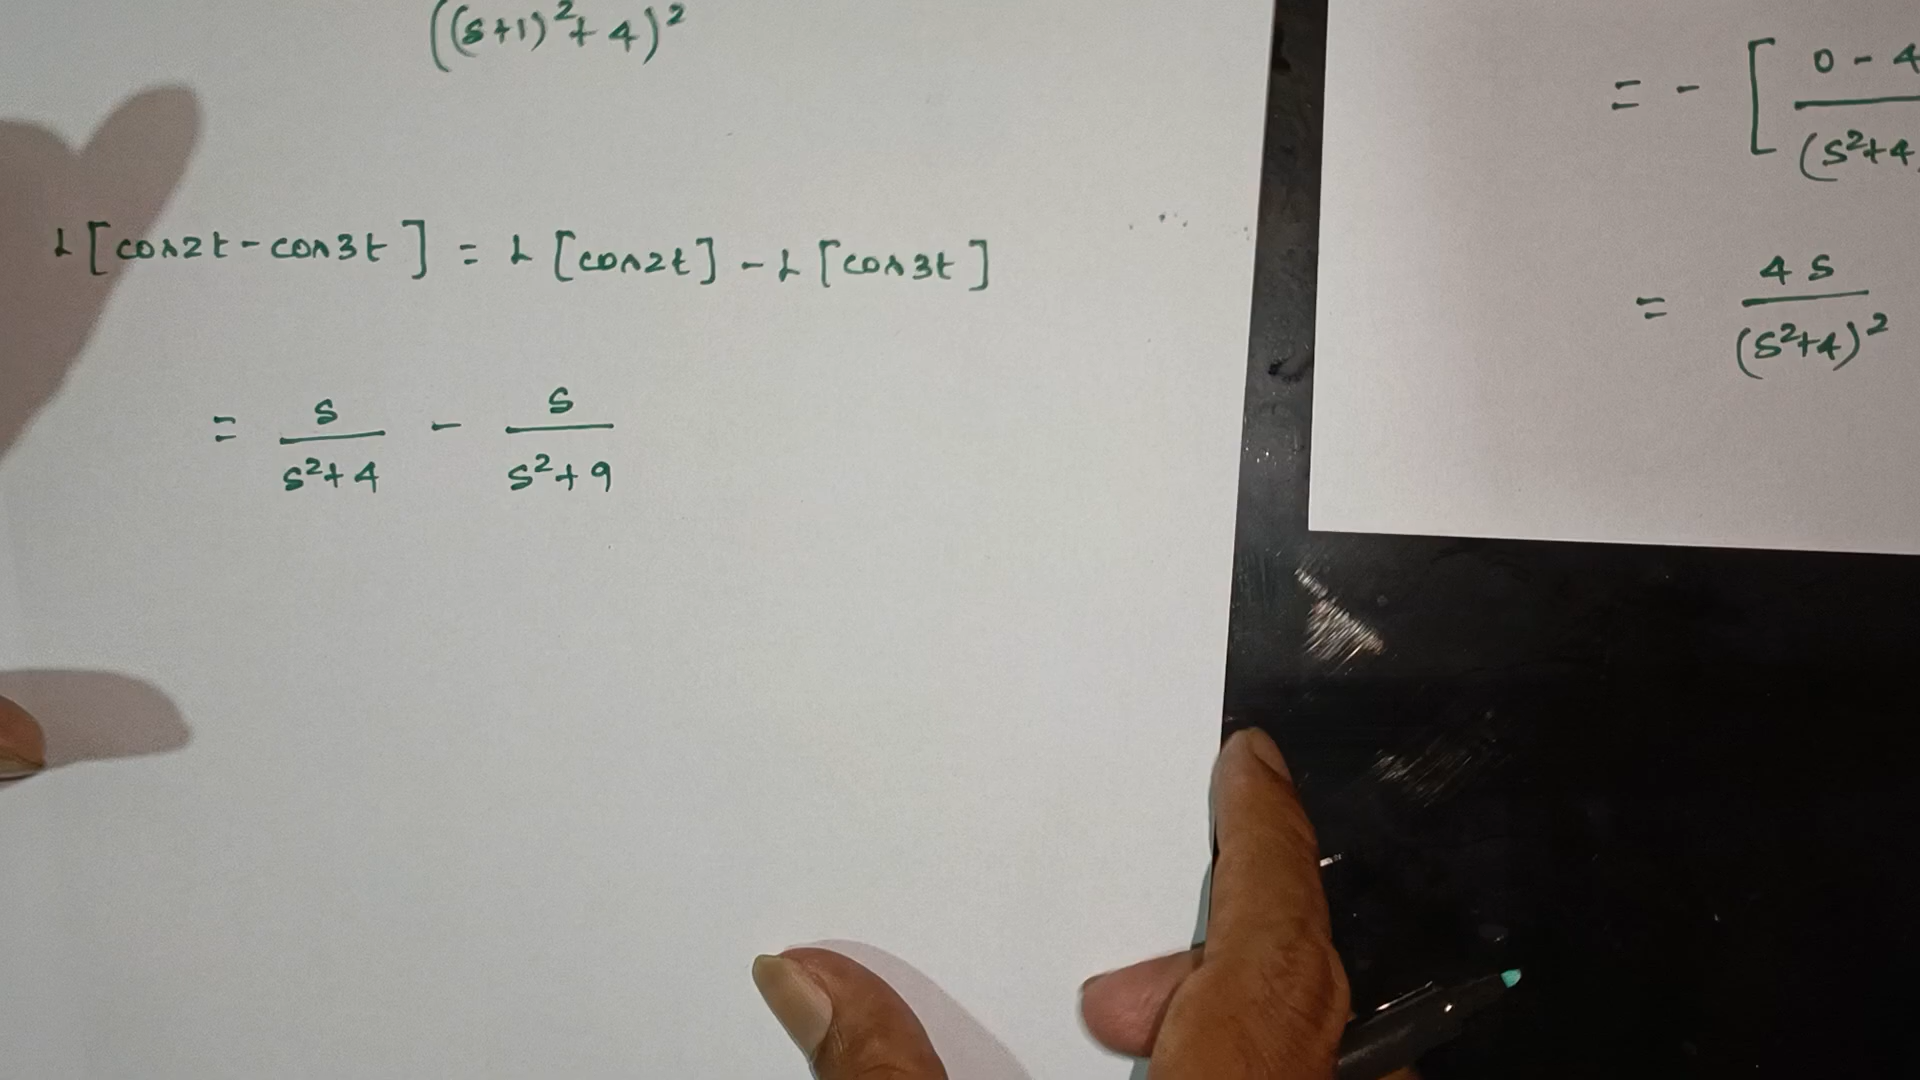 ((s+1)²+4)²
L[cos2t-cos3t] = L[cos2t] - L[cos3t]
= s/(s²+4) - s/(s²+9)
= - [ 0 - 4
(s²+4
= 4s/(s²+4)²